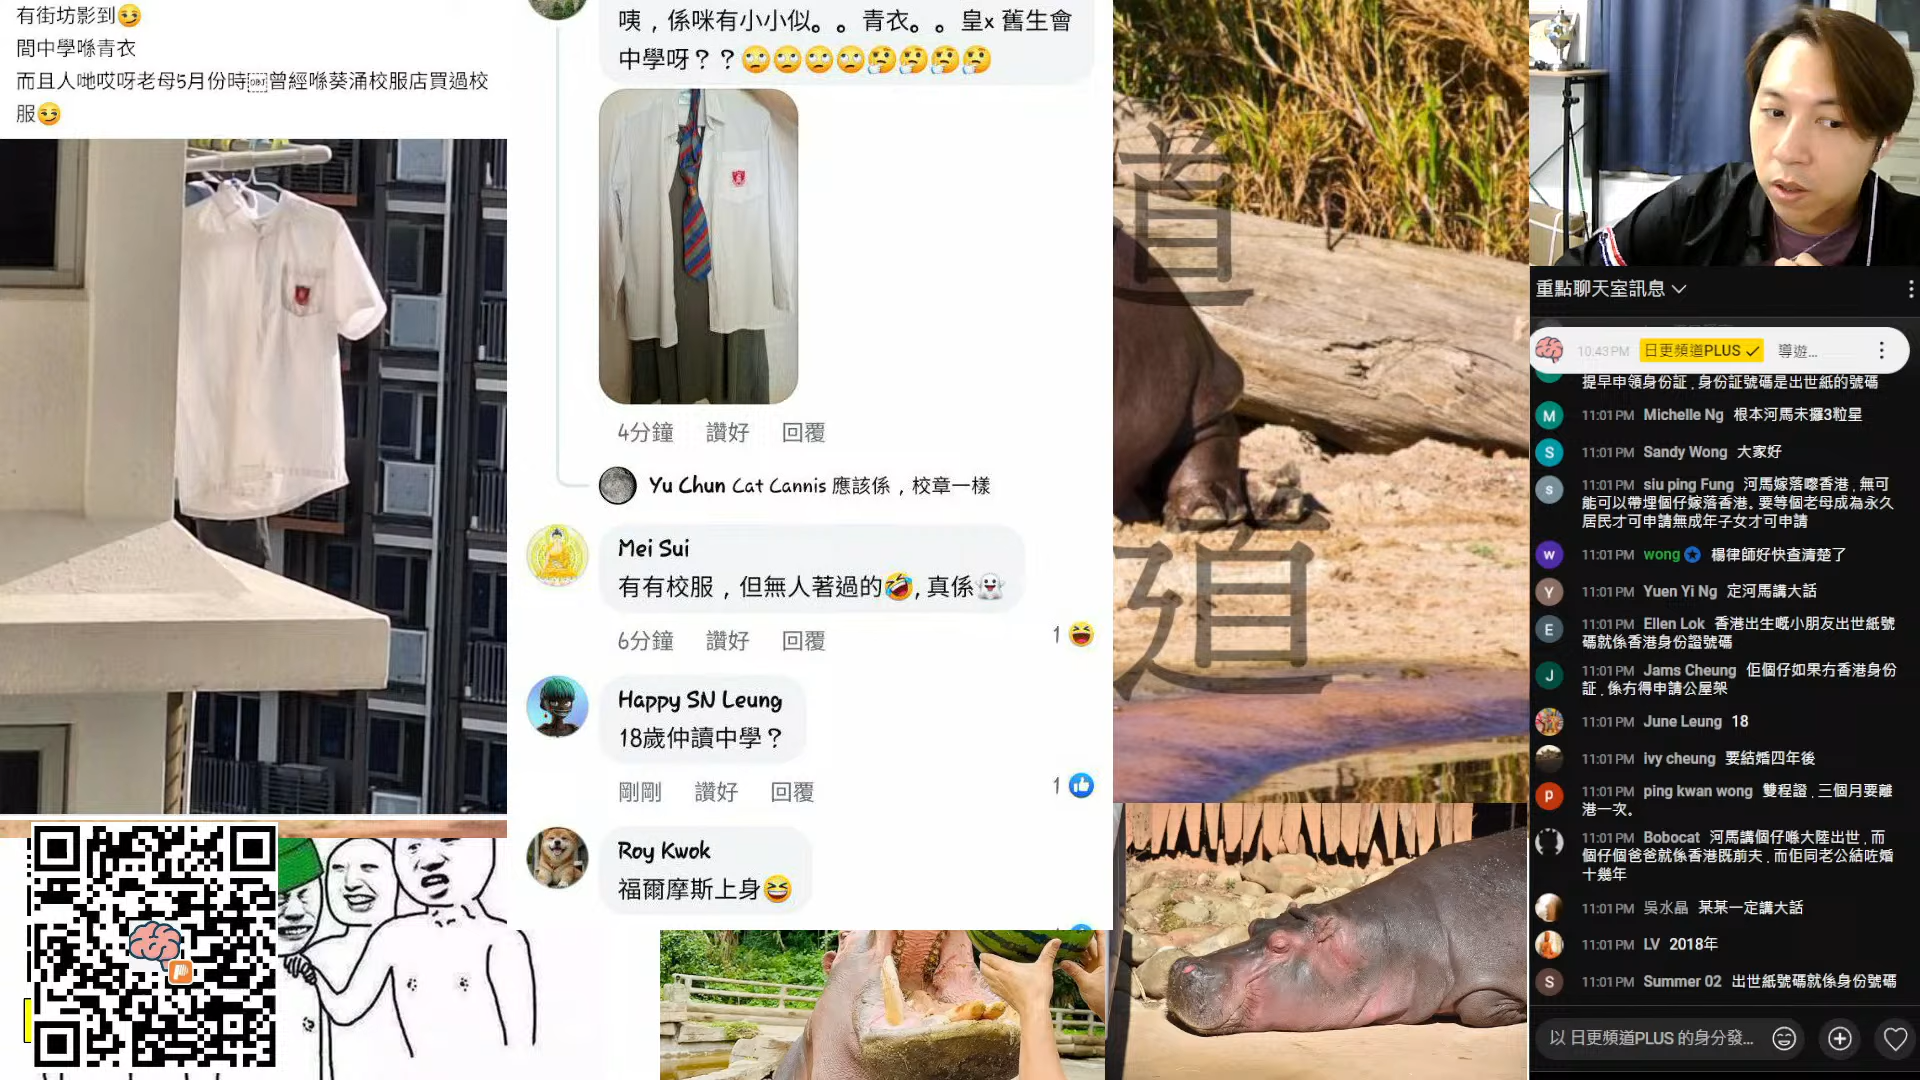 有街坊影到😏
間中學喺青衣
而且人哋哎呀老母5月份時￼曾經喺葵涌校服店買過校
服😏
咦，係咪有小小似。。青衣。。皇x 舊生會
中學呀？？🙄🙄🙄🙄🤔🤔🤔🤔
4分鐘 讚好 回覆
Yu Chun Cat Cannis 應該係，校章一樣
Mei Sui
有有校服，但無人著過的🤣, 真係👻
6分鐘 讚好 回覆
1😆
Happy SN Leung
18歲仲讀中學？
剛剛 讚好 回覆
1👍
Roy Kwok
福爾摩斯上身😆
道
道
重點聊天室訊息
10:43 PM 日更頻道PLUS 導遊...
提早申領身份証 , 身份証號碼是出世紙的號碼
11:01 PM Michelle Ng 根本河馬未攞3粒星
11:01 PM Sandy Wong 大家好
11:01 PM siu ping Fung 河馬嫁落嚟香港 , 無可
能可以帶埋個仔嫁落香港。要等個老母成為永久
居民才可申請無成年子女才可申請
11:01 PM wong 楊律師好快查清楚了
11:01 PM Yuen Yi Ng 定河馬講大話
11:01 PM Ellen Lok 香港出生嘅小朋友出世紙號
碼就係香港身份證號碼
11:01 PM Jams Cheung 佢個仔如果冇香港身份
証 , 係冇得申請公屋架
11:01 PM June Leung 18
11:01 PM ivy cheung 要結婚四年後
11:01 PM ping kwan wong 雙程證 , 三個月要離
港一次。
11:01 PM Bobocat 河馬講個仔喺大陸出世 , 而
個仔個爸爸就係香港既前夫 , 而佢同老公結咗婚
十幾年
11:01 PM 吳水晶 某某一定講大話
11:01 PM LV 2018年
11:01 PM Summer 02 出世紙號碼就係身份號碼
以 日更頻道PLUS 的身分發...